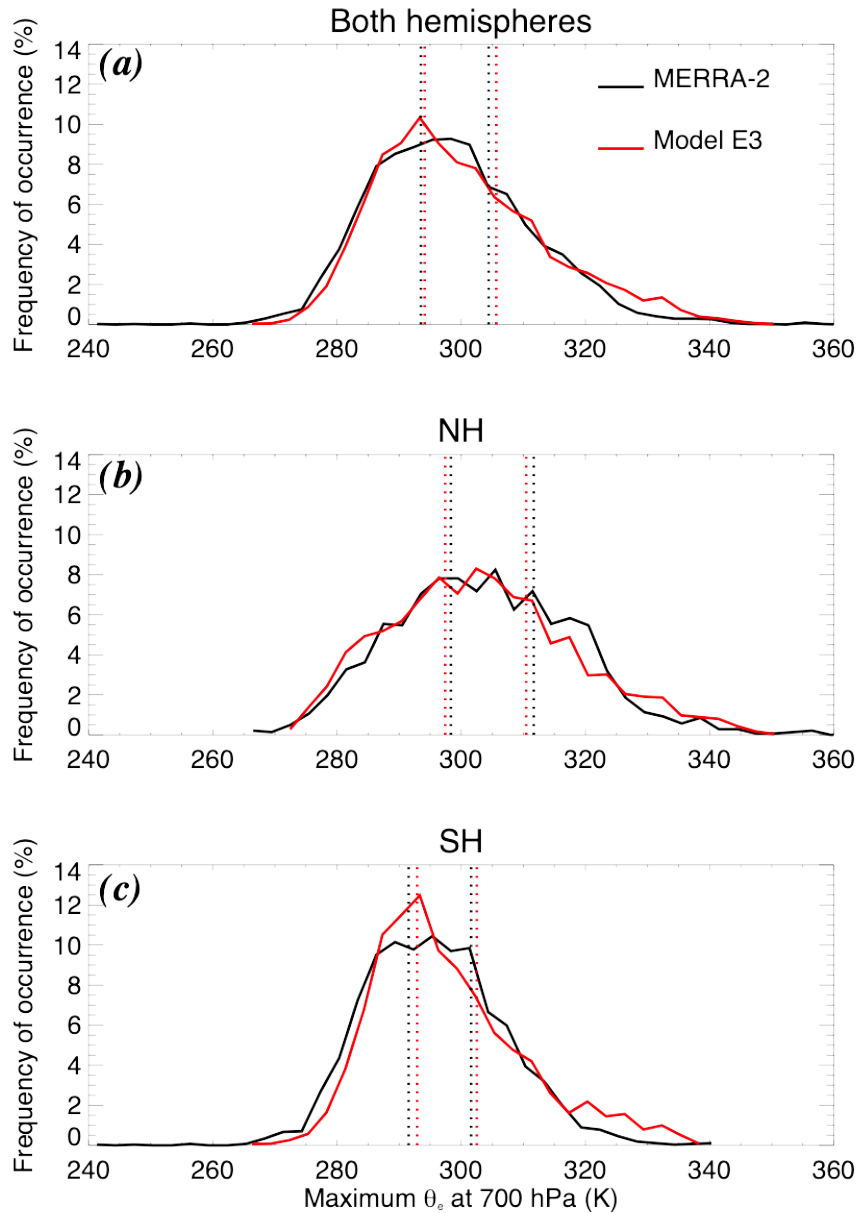 Both hemispheres
(a)
MERRA-2
Model E3
Frequency of occurrence (%)
14
12
10
8
6
4
2
0
240 260 280 300 320 340 360
NH
(b)
Frequency of occurrence (%)
14
12
10
8
6
4
2
0
240 260 280 300 320 340 360
SH
(c)
Frequency of occurrence (%)
14
12
10
8
6
4
2
0
240 260 280 300 320 340 360
Maximum θₑ at 700 hPa (K)